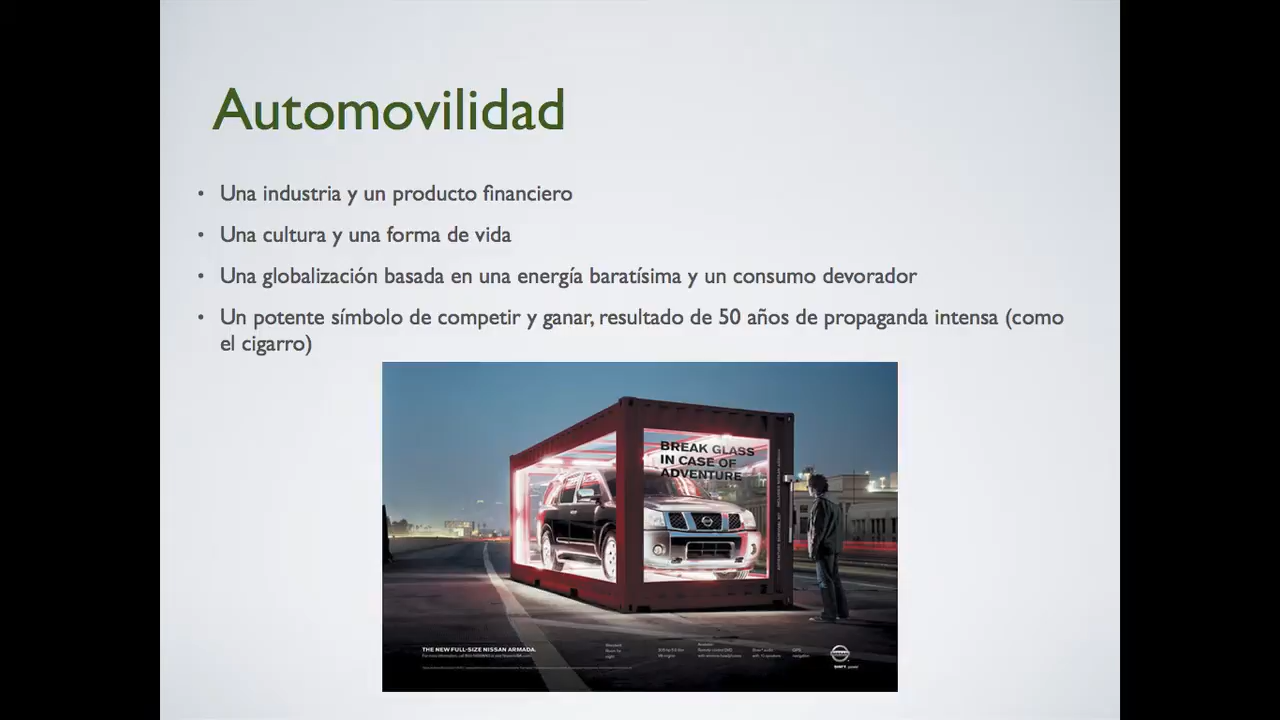 Automovilidad
• Una industria y un producto financiero
• Una cultura y una forma de vida
• Una globalización basada en una energía baratísima y un consumo devorador
• Un potente símbolo de competir y ganar, resultado de 50 años de propaganda intensa (como
el cigarro)
BREAK GLASS
IN CASE OF
ADVENTURE
THE NEW FULL-SIZE NISSAN ARMADA.